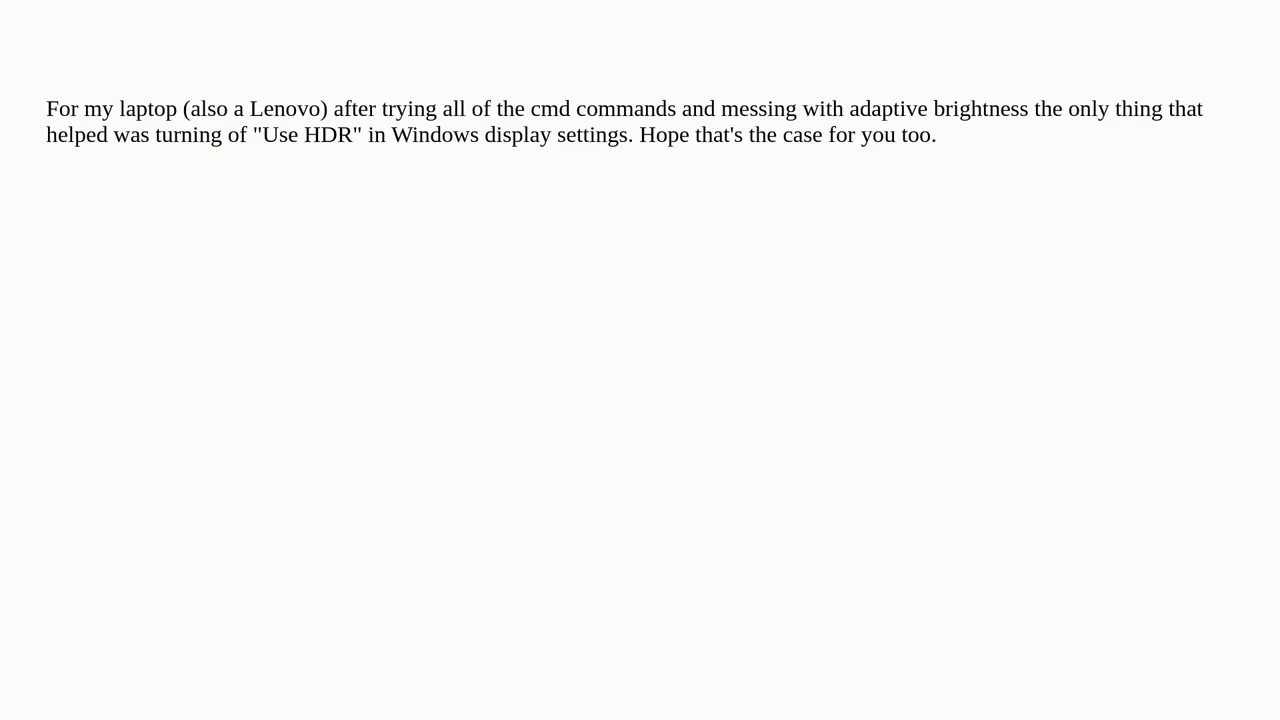 For my laptop (also a Lenovo) after trying all of the cmd commands and messing with adaptive brightness the only thing that
helped was turning of "Use HDR" in Windows display settings. Hope that's the case for you too.